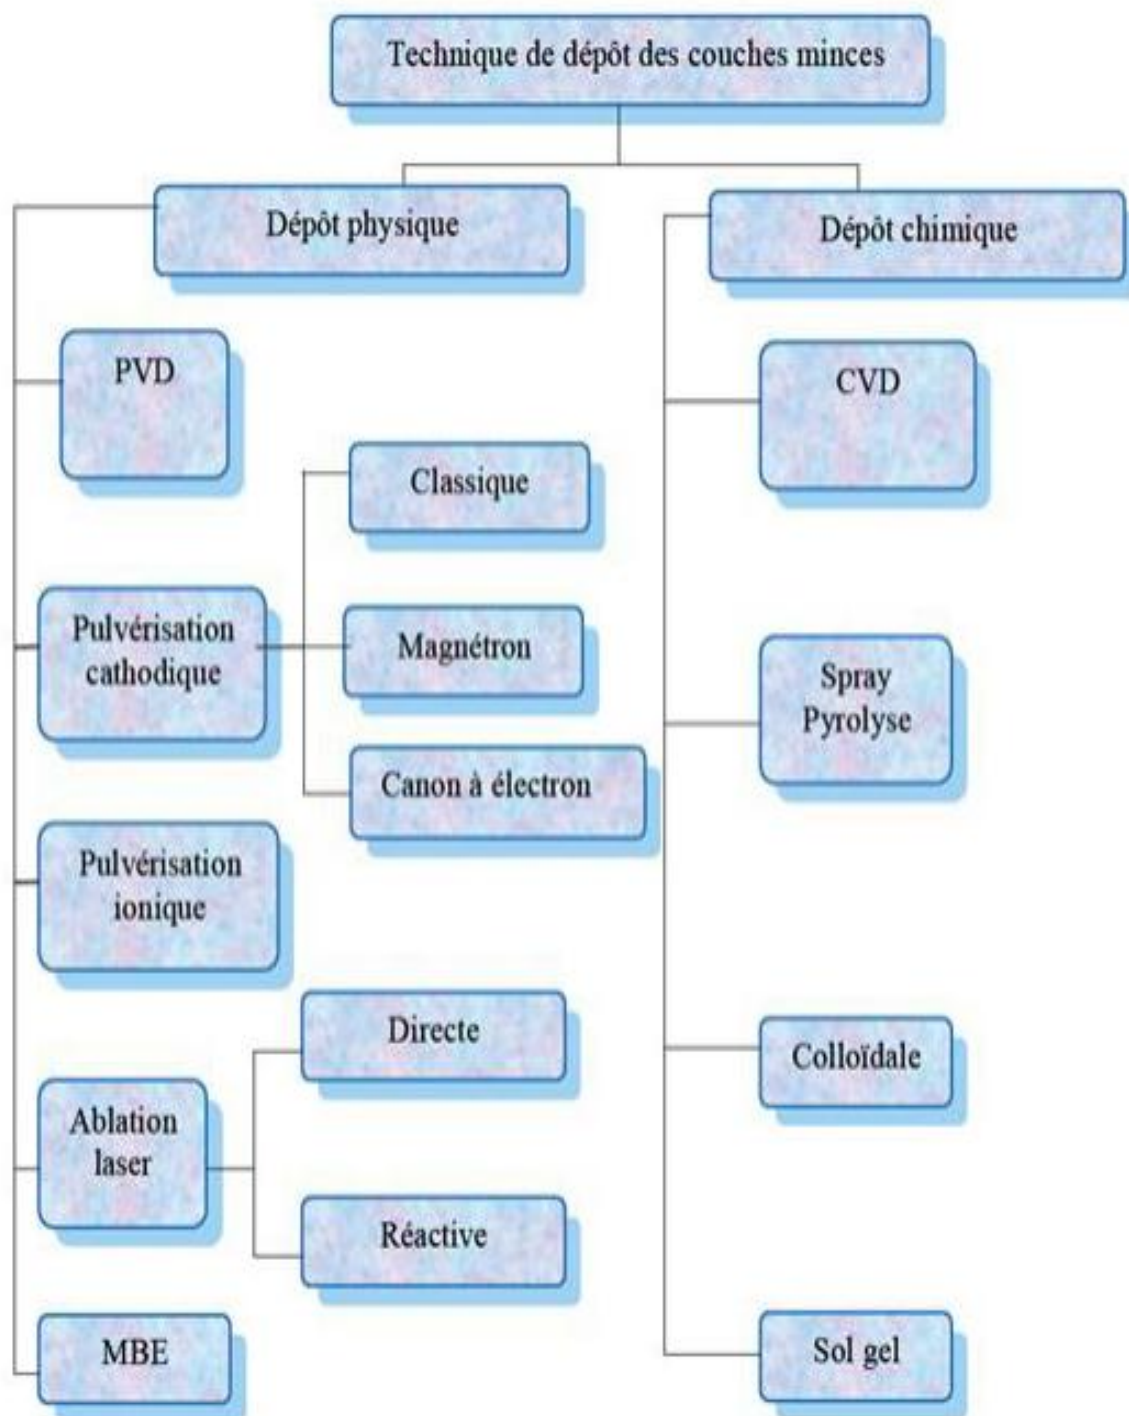 Technique de dépôt des couches minces
Dépôt physique
Dépôt chimique
PVD
CVD
Classique
Pulvérisation
cathodique
Magnétron
Spray
Pyrolyse
Canon à électron
Pulvérisation
ionique
Directe
Colloïdale
Ablation
laser
Réactive
MBE
Sol gel